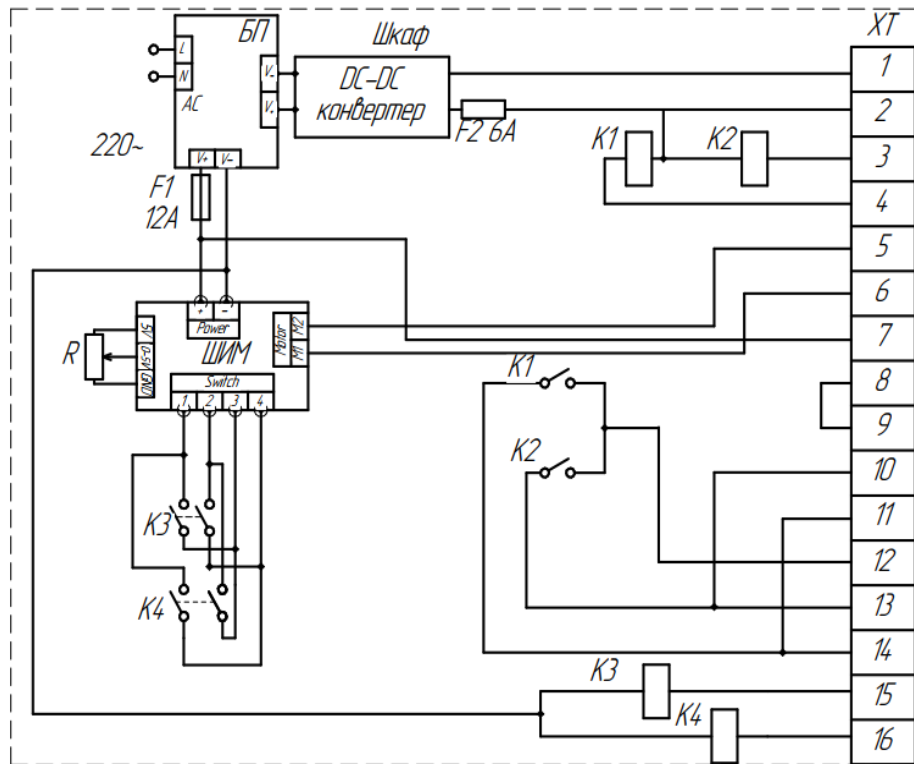 БП
Шкаф
XT
L
N
AC
V-
V+
DC-DC
конвертер
F2 6A
220~
V+
V-
F1
12A
K1
K2
1
2
3
4
5
6
7
8
9
10
11
12
13
14
15
16
+
-
Power
ШИМ
Motor
M2
M1
R
5V
0-5V
GND
Switch
1
2
3
4
K1
K2
K3
K4
K3
K4